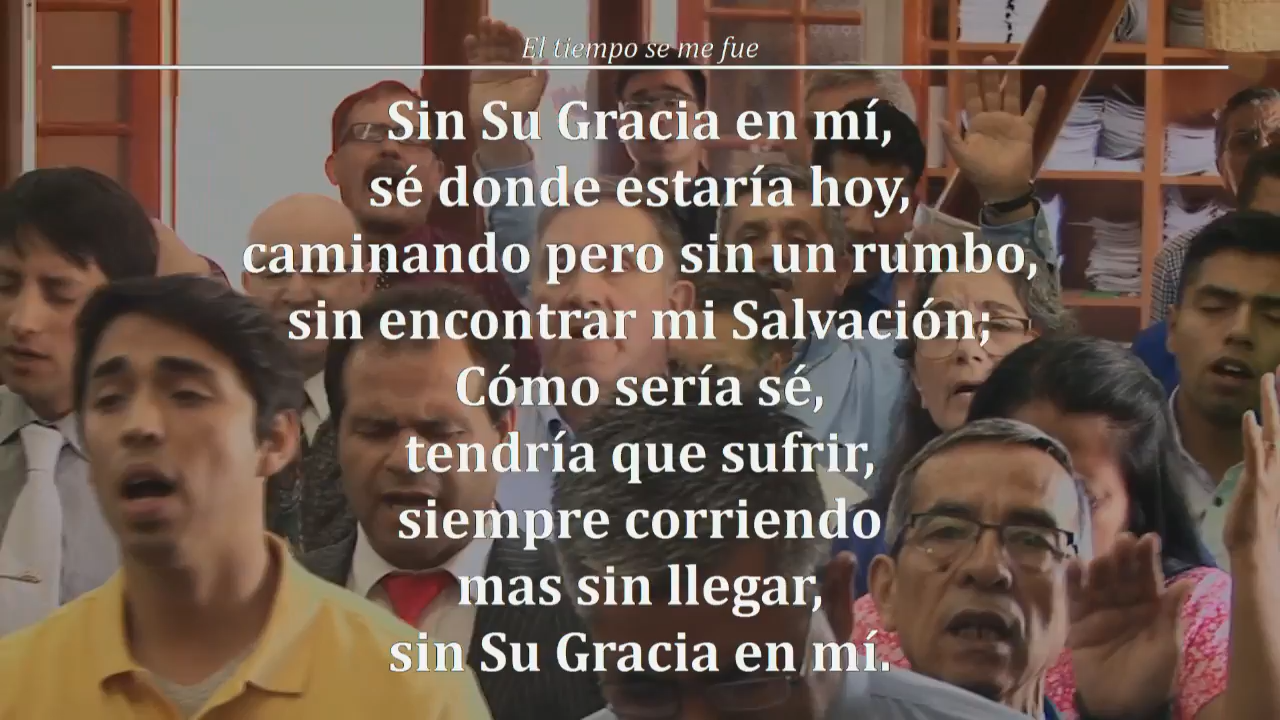 El tiempo se me fue
Sin Su Gracia en mí,
sé donde estaría hoy,
caminando pero sin un rumbo,
sin encontrar mi Salvación;
Cómo sería sé,
tendría que sufrir,
siempre corriendo
mas sin llegar,
sin Su Gracia en mí.